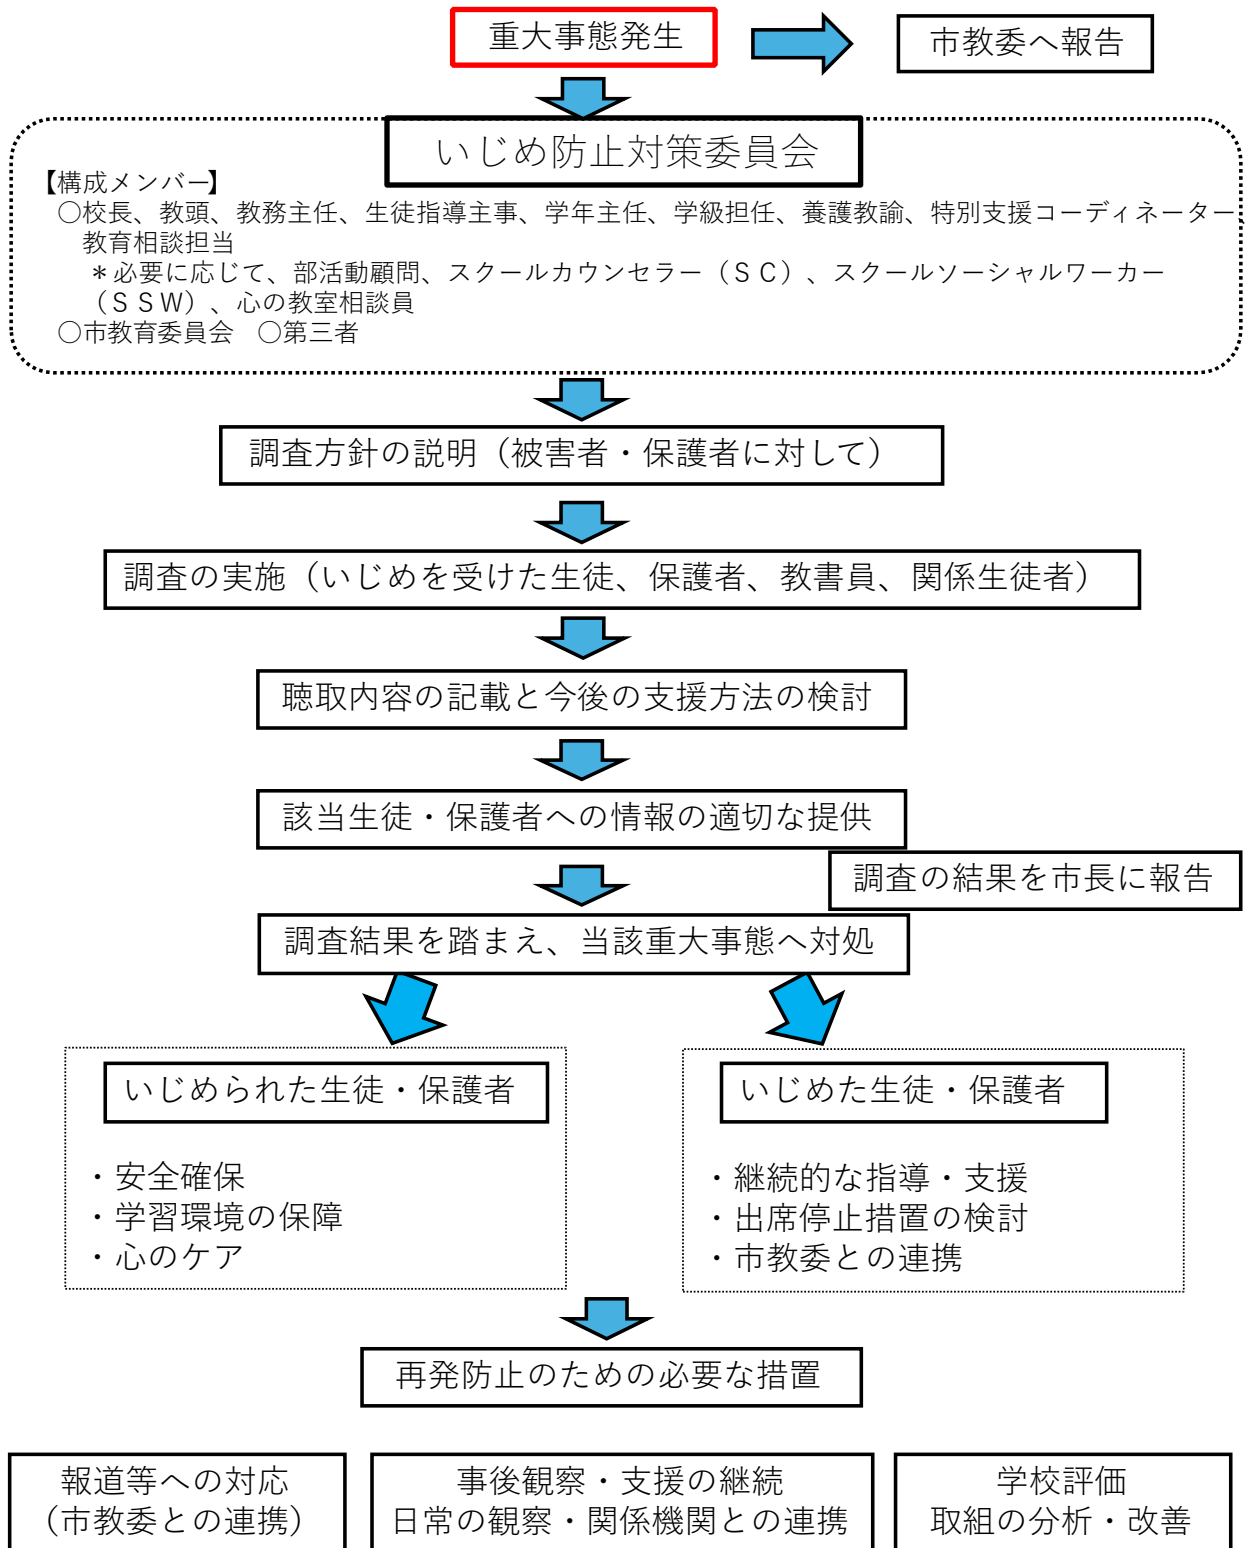 重大事態発生
市教委へ報告
いじめ防止対策委員会
【構成メンバー】
○校長、教頭、教務主任、生徒指導主事、学年主任、学級担任、養護教諭、特別支援コーディネーター、
教育相談担当
＊必要に応じて、部活動顧問、スクールカウンセラー（ＳＣ）、スクールソーシャルワーカー
（ＳＳＷ）、心の教室相談員
○市教育委員会　○第三者
調査方針の説明（被害者・保護者に対して）
調査の実施（いじめを受けた生徒、保護者、教書員、関係生徒者）
聴取内容の記載と今後の支援方法の検討
該当生徒・保護者への情報の適切な提供
調査の結果を市長に報告
調査結果を踏まえ、当該重大事態へ対処
いじめられた生徒・保護者
・安全確保
・学習環境の保障
・心のケア
いじめた生徒・保護者
・継続的な指導・支援
・出席停止措置の検討
・市教委との連携
再発防止のための必要な措置
報道等への対応
（市教委との連携）
事後観察・支援の継続
日常の観察・関係機関との連携
学校評価
取組の分析・改善